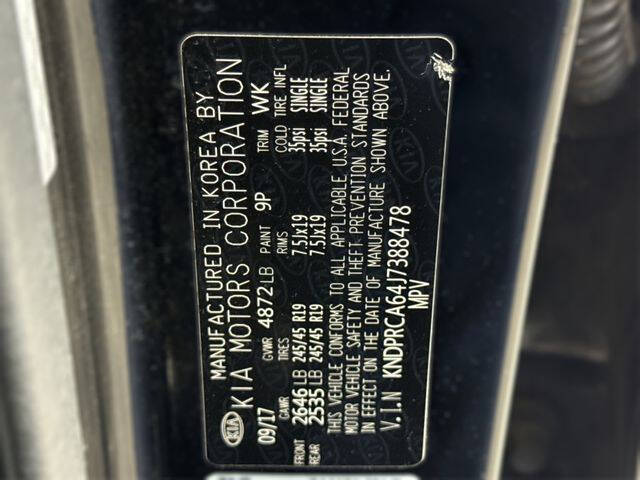 KIA
MANUFACTURED IN KOREA BY
KIA MOTORS CORPORATION
09/17 GVWR 4872LB PAINT 9P TRIM WK
GAWR TIRES RIMS COLD TIRE INFL
FRONT 2646LB 245/45 R19 7.5Jx19 35psi SINGLE
REAR 2535LB 245/45 R19 7.5Jx19 35psi SINGLE
THIS VEHICLE CONFORMS TO ALL APPLICABLE U.S.A. FEDERAL
MOTOR VEHICLE SAFETY AND THEFT PREVENTION STANDARDS
IN EFFECT ON THE DATE OF MANUFACTURE SHOWN ABOVE.
V.I.N KNDPRCA64J7388478
MPV